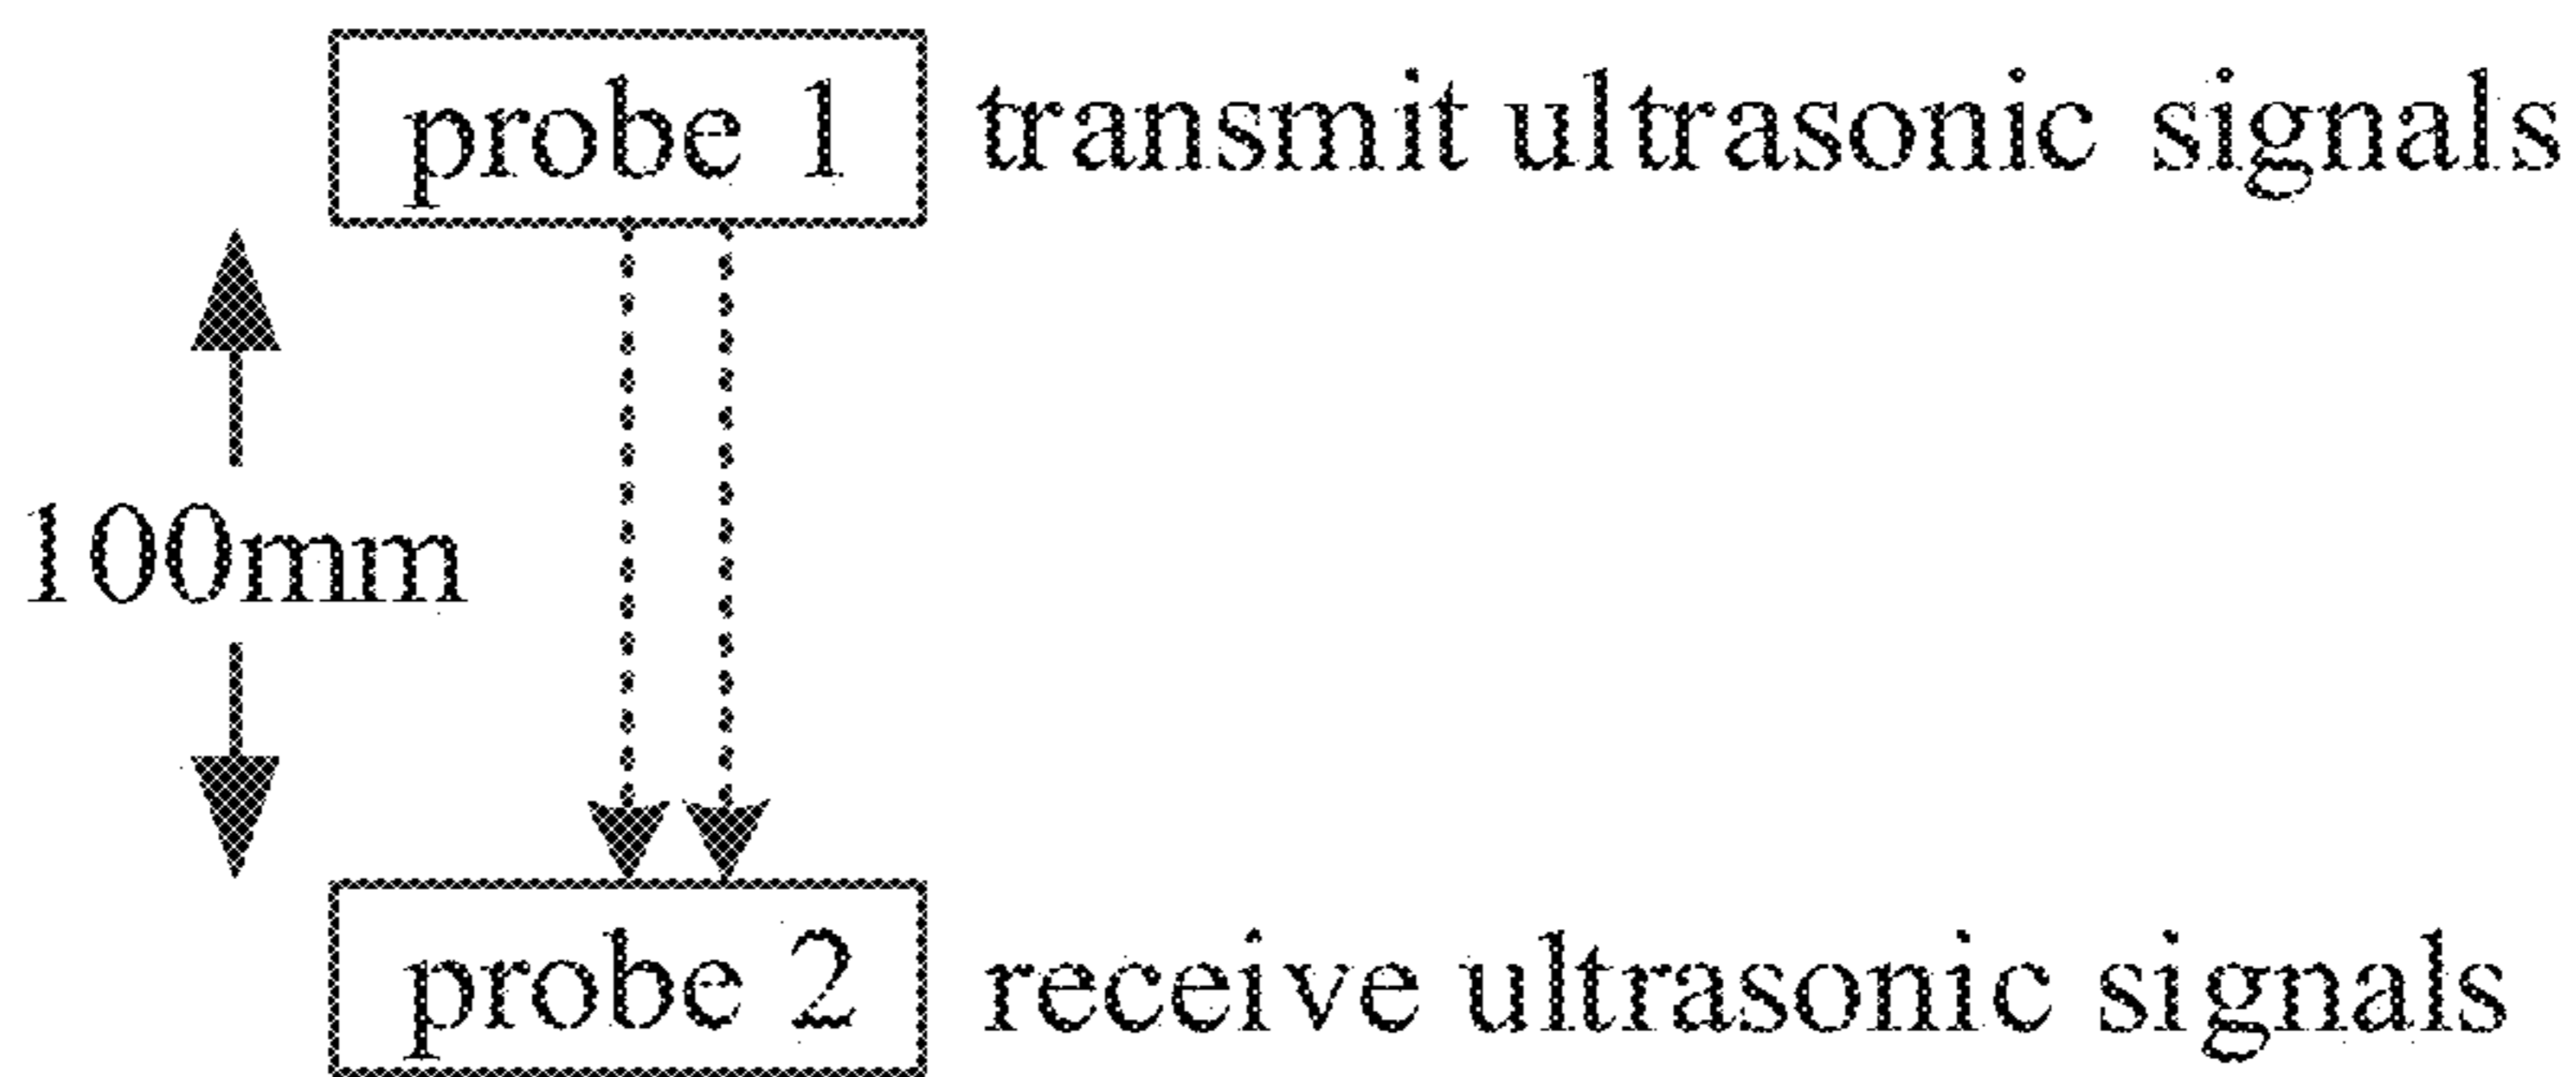 probe 1 transmit ultrasonic signals
100mm
probe 2 receive ultrasonic signals